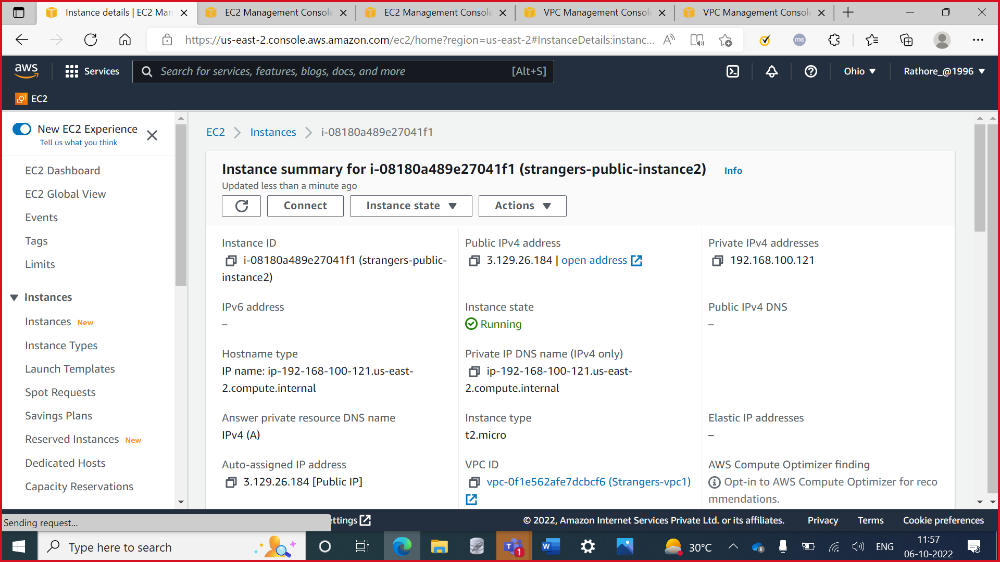 Instance details | EC2 Man
EC2 Management Console
EC2 Management Console
VPC Management Console
VPC Management Console
https://us-east-2.console.aws.amazon.com/ec2/home?region=us-east-2#InstanceDetails:instanc...
me
aws
Services
Search for services, features, blogs, docs, and more
[Alt+S]
Ohio
Rathore_@1996
EC2
New EC2 Experience
Tell us what you think
EC2 Dashboard
EC2 Global View
Events
Tags
Limits
Instances
Instances New
Instance Types
Launch Templates
Spot Requests
Savings Plans
Reserved Instances New
Dedicated Hosts
Capacity Reservations
EC2
Instances
i-08180a489e27041f1
Instance summary for i-08180a489e27041f1 (strangers-public-instance2) Info
Updated less than a minute ago
Connect
Instance state
Actions
Instance ID
i-08180a489e27041f1 (strangers-public-
instance2)
Public IPv4 address
3.129.26.184 | open address
Private IPv4 addresses
192.168.100.121
IPv6 address
–
Instance state
Running
Public IPv4 DNS
–
Hostname type
IP name: ip-192-168-100-121.us-east-
2.compute.internal
Private IP DNS name (IPv4 only)
ip-192-168-100-121.us-east-
2.compute.internal
Answer private resource DNS name
IPv4 (A)
Instance type
t2.micro
Elastic IP addresses
–
Auto-assigned IP address
3.129.26.184 [Public IP]
VPC ID
vpc-0f1e562afe7dcbcf6 (Strangers-vpc1)
AWS Compute Optimizer finding
Opt-in to AWS Compute Optimizer for reco
mmendations.
Sending request...
ettings
© 2022, Amazon Internet Services Private Ltd. or its affiliates.
Privacy
Terms
Cookie preferences
Type here to search
1
30°C
ENG
11:57
06-10-2022